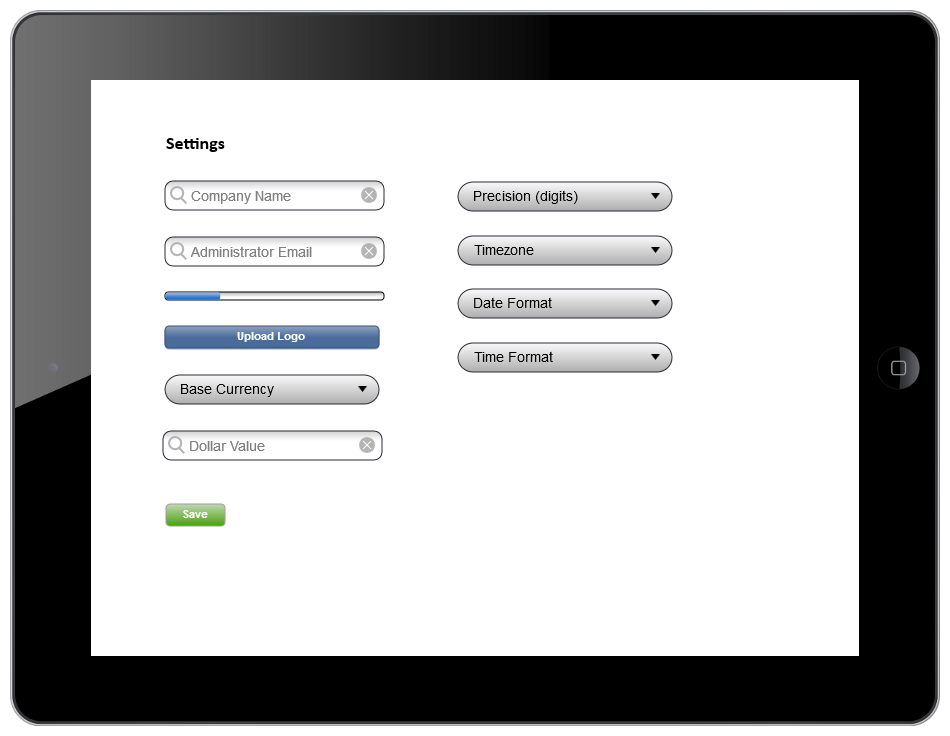 Settings
Company Name
Administrator Email
Upload Logo
Base Currency
Dollar Value
Save
Precision (digits)
Timezone
Date Format
Time Format